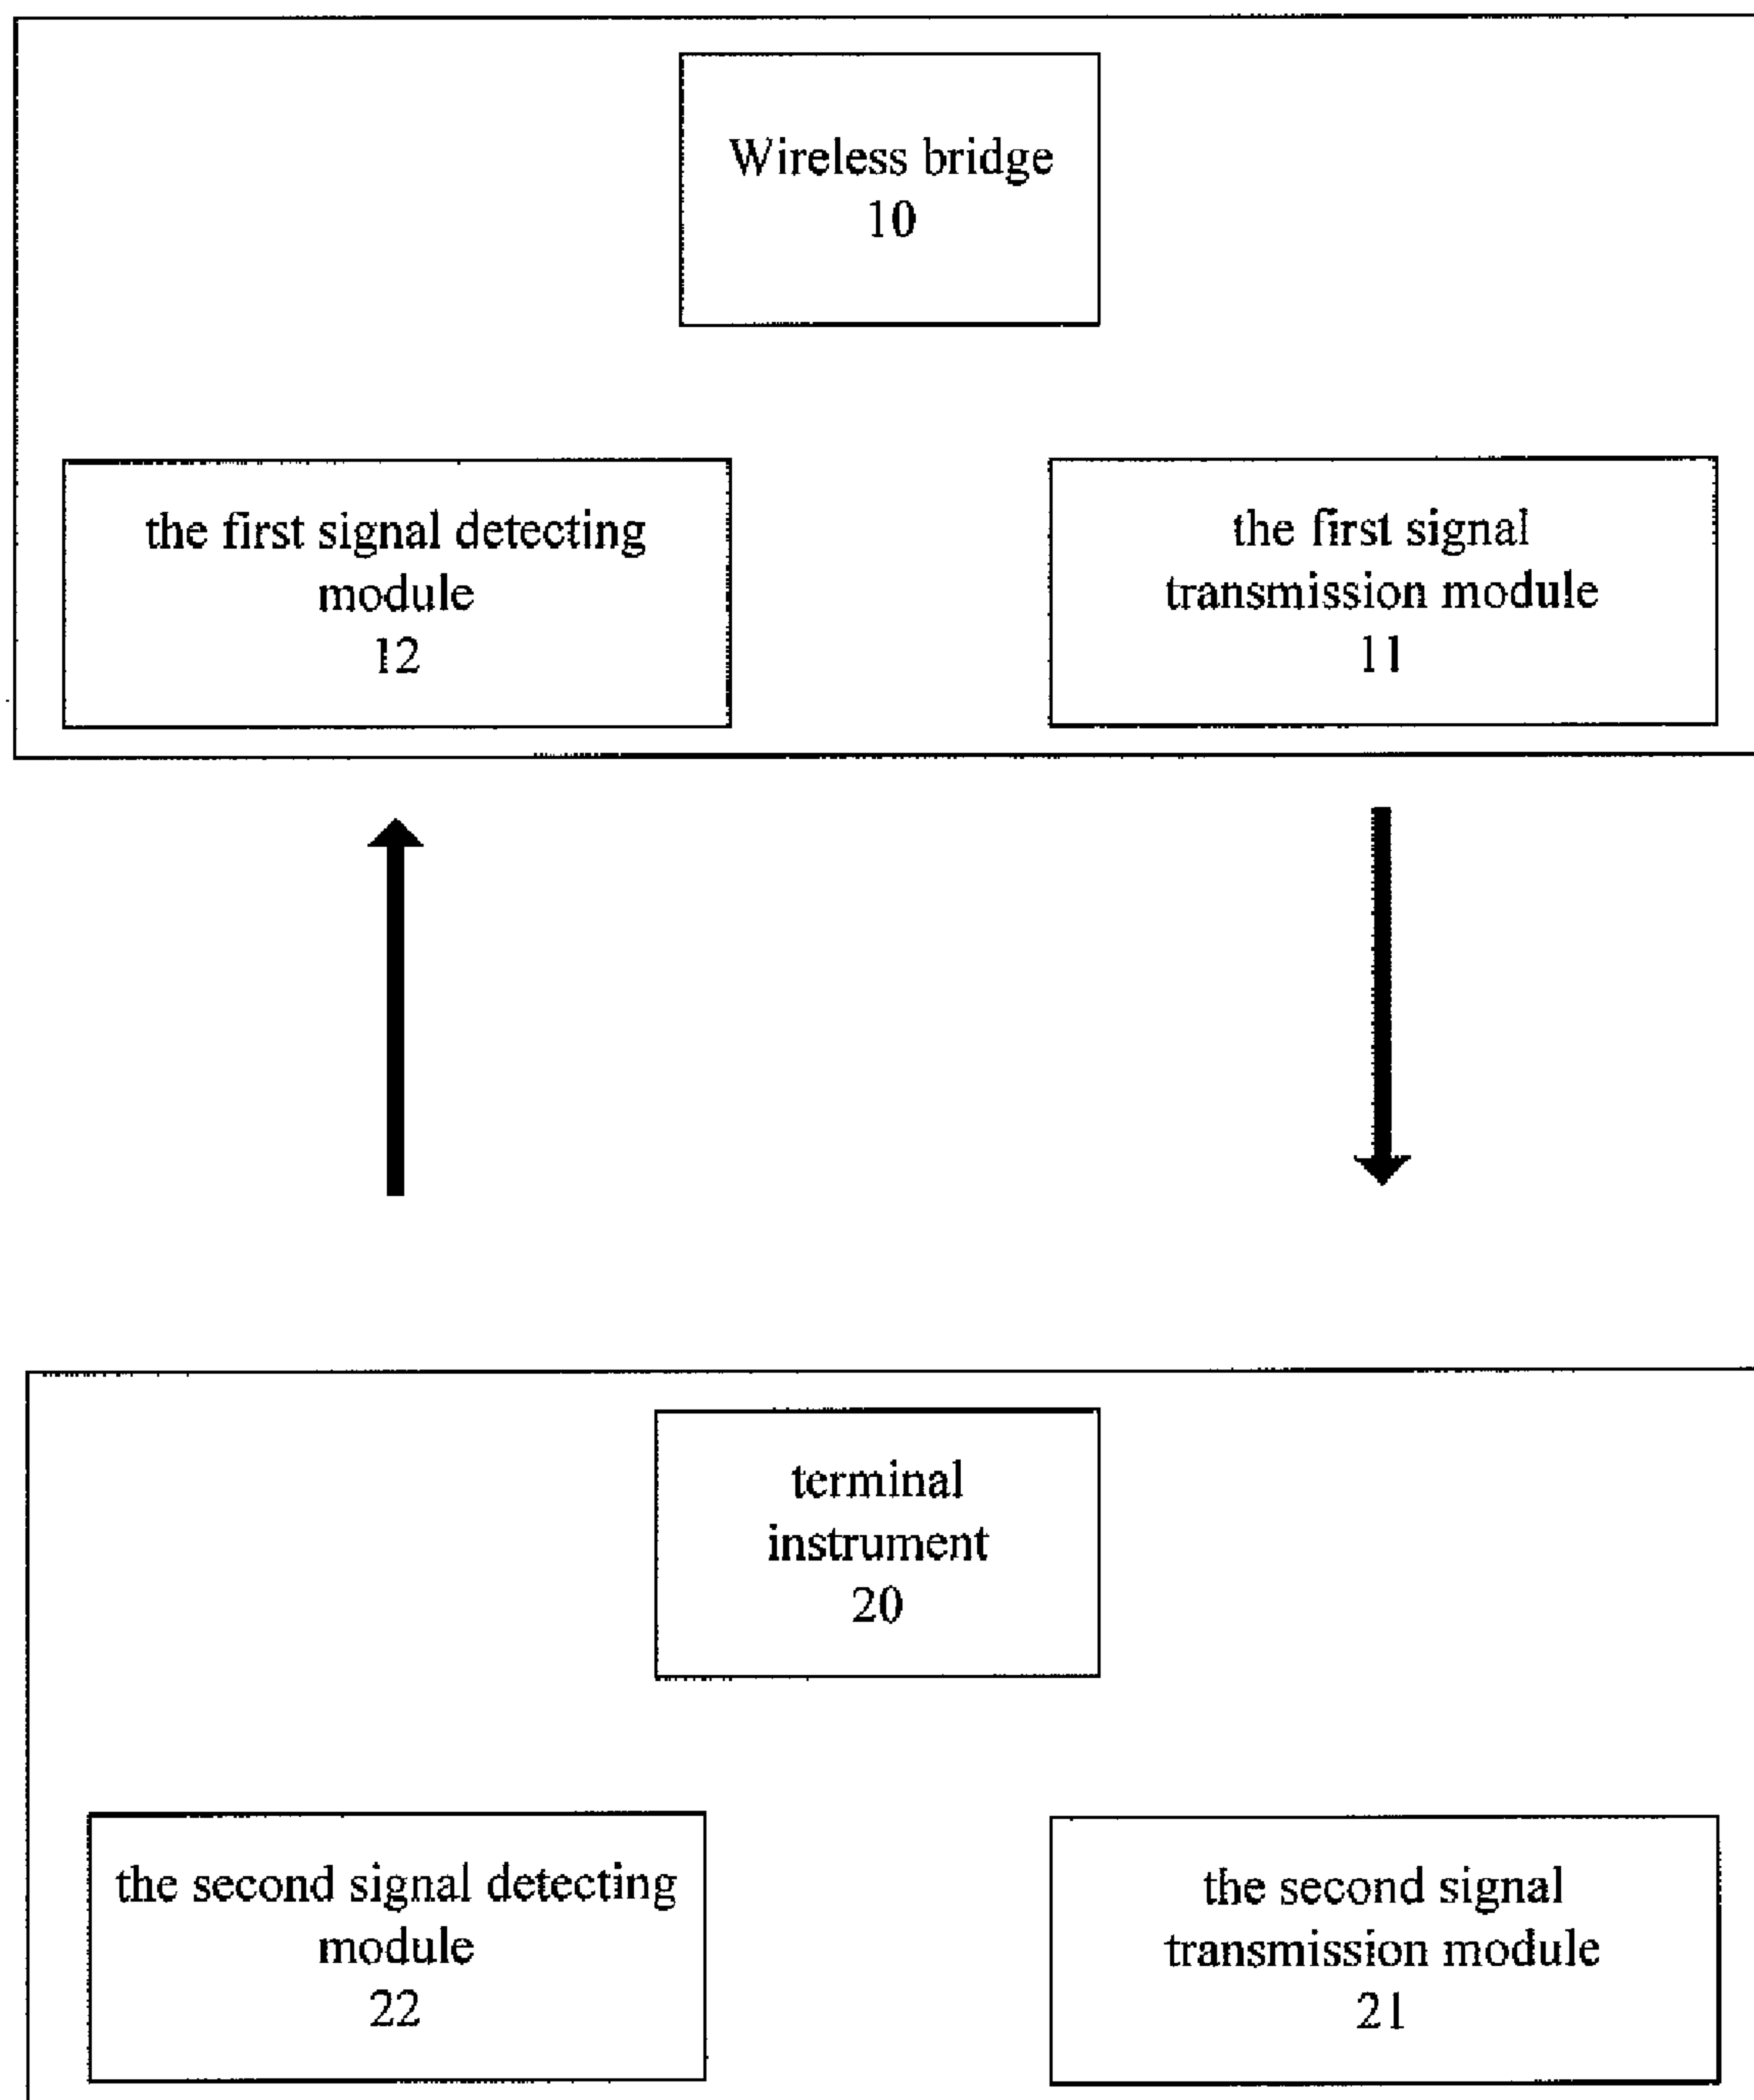 Wireless bridge
10
the first signal detecting
module
12
the first signal
transmission module
11
terminal
instrument
20
the second signal detecting
module
22
the second signal
transmission module
21